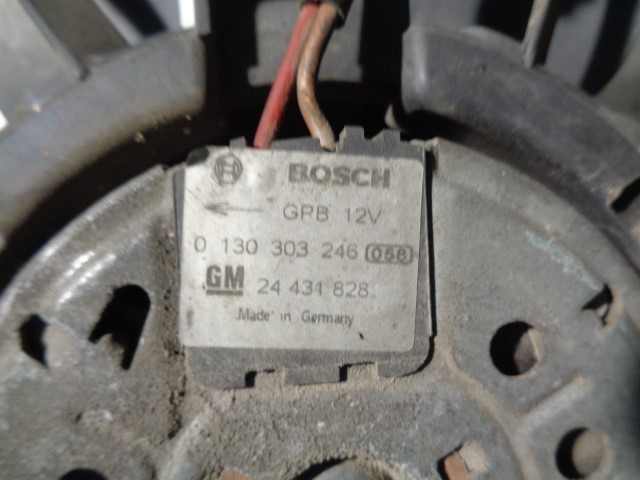 BOSCH
GPB 12V
0 130 303 246 058
GM 24 431 828
Made in Germany